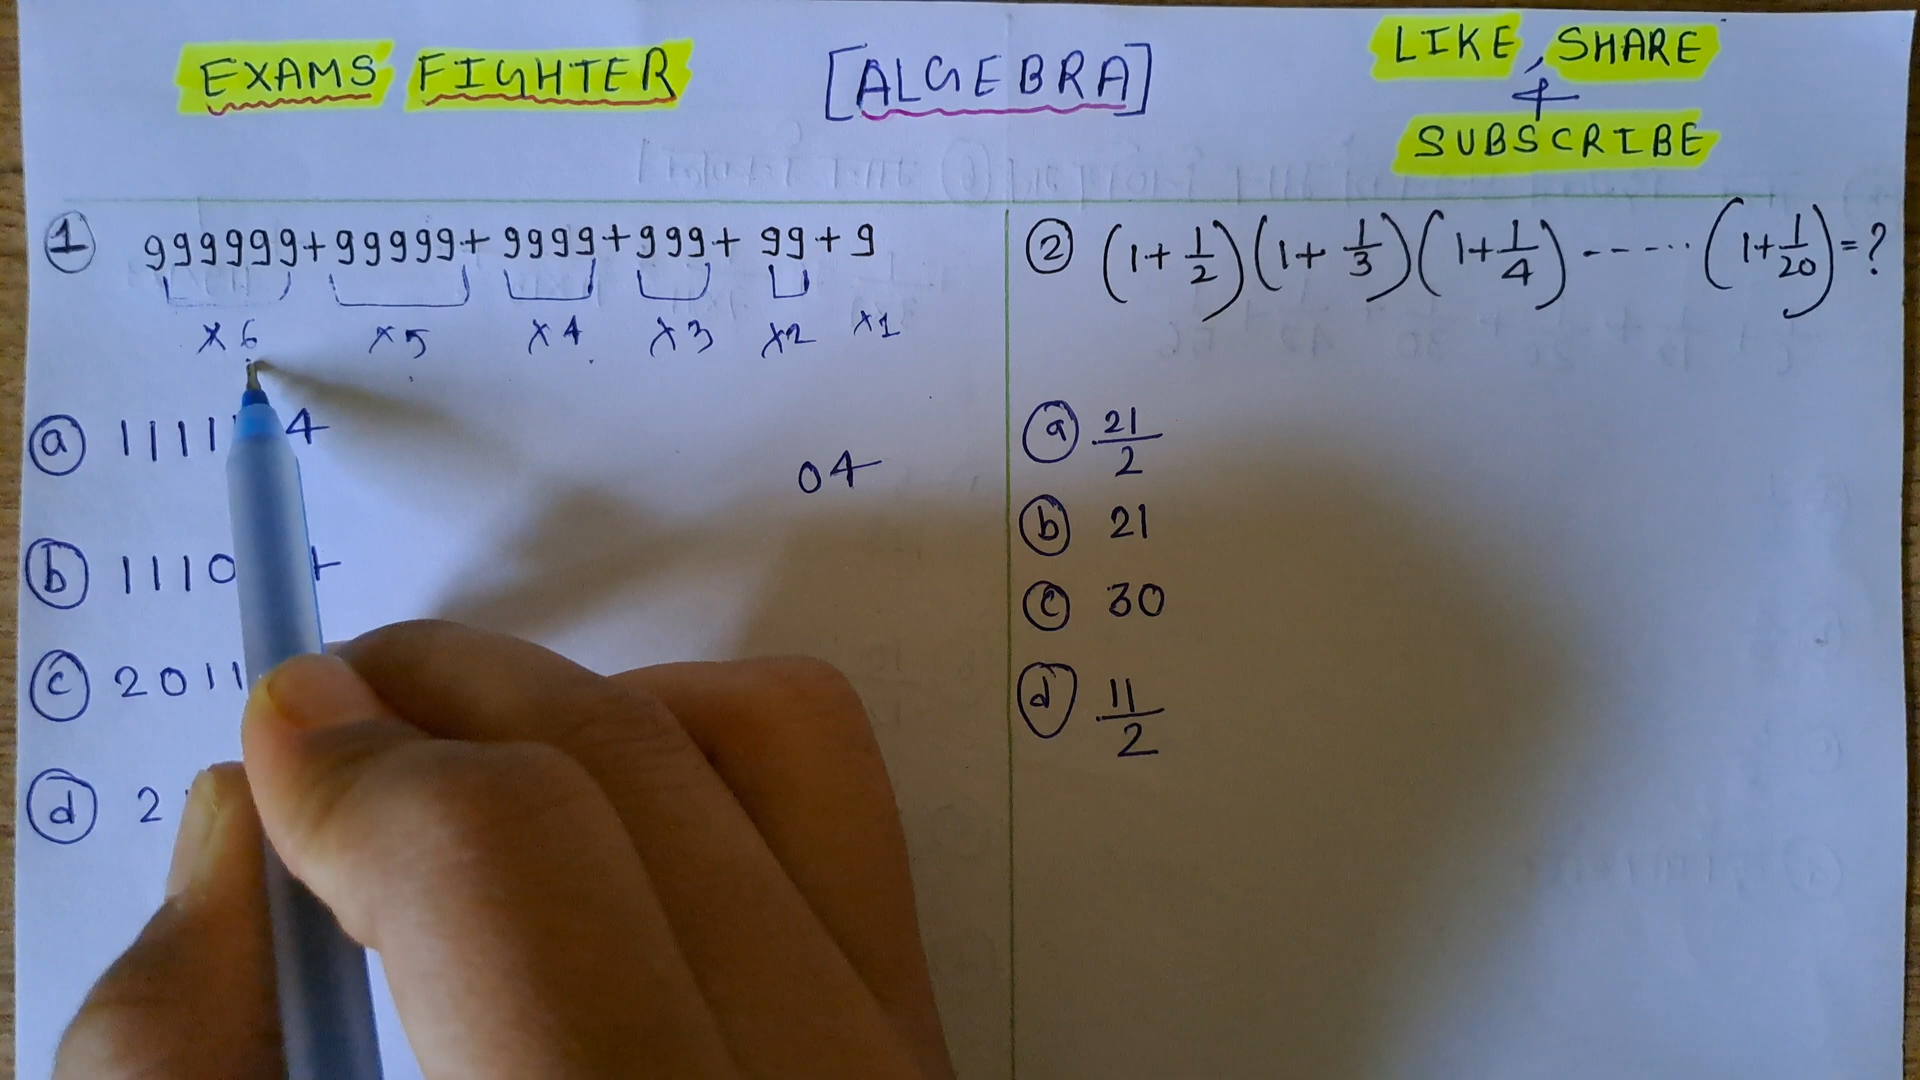 EXAMS FIGHTER
[ALGEBRA]
LIKE, SHARE
&
SUBSCRIBE
① 999999+99999+9999+999+99+9
×6 ×5 ×4 ×3 ×2 ×1
ⓐ 1111 4
04
ⓑ 1110
ⓒ 2011
ⓓ 2
② (1+1/2)(1+1/3)(1+1/4)-----..(1+1/20)=?
ⓐ 21/2
ⓑ 21
ⓒ 30
ⓓ 11/2